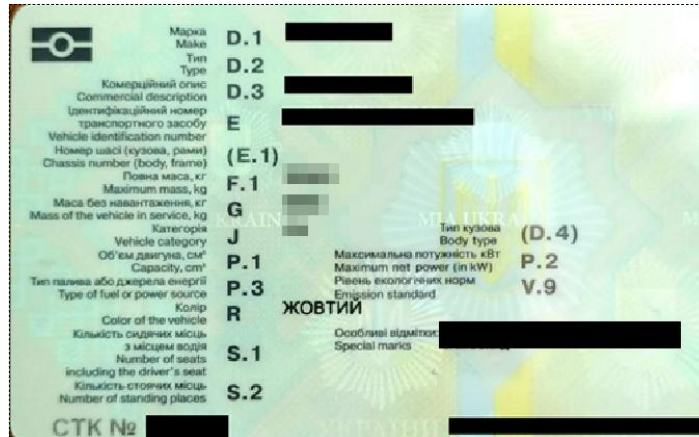 Марка
Make D.1
Тип
Type D.2
Комерційний опис
Commercial description D.3
Ідентифікаційний номер
транспортного засобу E
Vehicle identification number
Номер шасі (кузова, рами) (E.1)
Chassis number (body, frame)
Повна маса, кг F.1
Maximum mass, kg
Маса без навантаження, кг G
Mass of the vehicle in service, kg
Категорія J
Vehicle category
Об'єм двигуна, см³ P.1
Capacity, cm³
Тип палива або джерела енергії P.3
Type of fuel or power source
Колір R ЖОВТИЙ
Color of the vehicle
Кількість сидячих місць
з місцем водія S.1
Number of seats
including the driver's seat
Кількість стоячих місць S.2
Number of standing places
СТК №
Тип кузова (D.4)
Body type
Максимальна потужність кВт P.2
Maximum net power (in kW)
Рівень екологічних норм V.9
Emission standard
Особливі відмітки:
Special marks
MIA UKRAINE